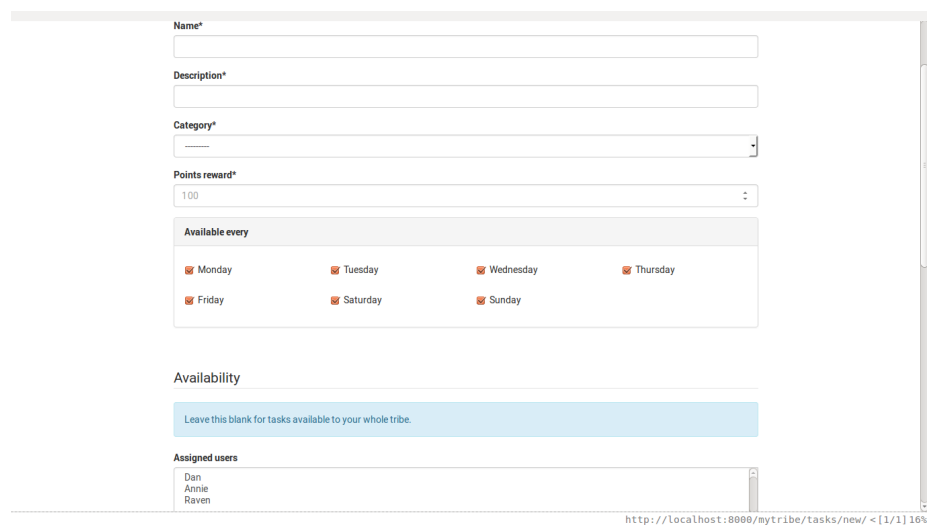 Name*
Description*
Category*
---------
Points reward*
100
Available every
Monday Tuesday Wednesday Thursday
Friday Saturday Sunday
Availability
Leave this blank for tasks available to your whole tribe.
Assigned users
Dan
Annie
Raven
http://localhost:8000/mytribe/tasks/new/ <[1/1]16%